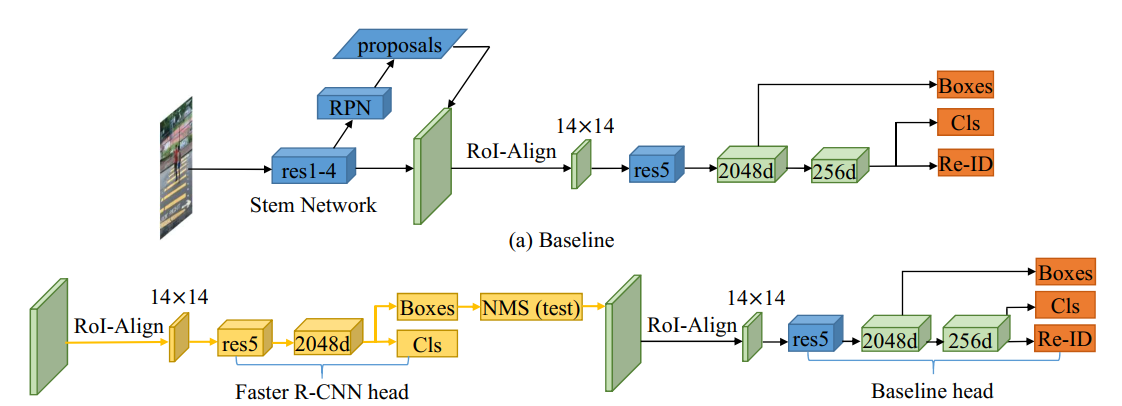 proposals
RPN
res1-4
Stem Network
RoI-Align
14×14
res5
2048d
256d
Boxes
Cls
Re-ID
(a) Baseline
RoI-Align
14×14
res5
2048d
Boxes
Cls
NMS (test)
Faster R-CNN head
RoI-Align
14×14
res5
2048d
256d
Boxes
Cls
Re-ID
Baseline head